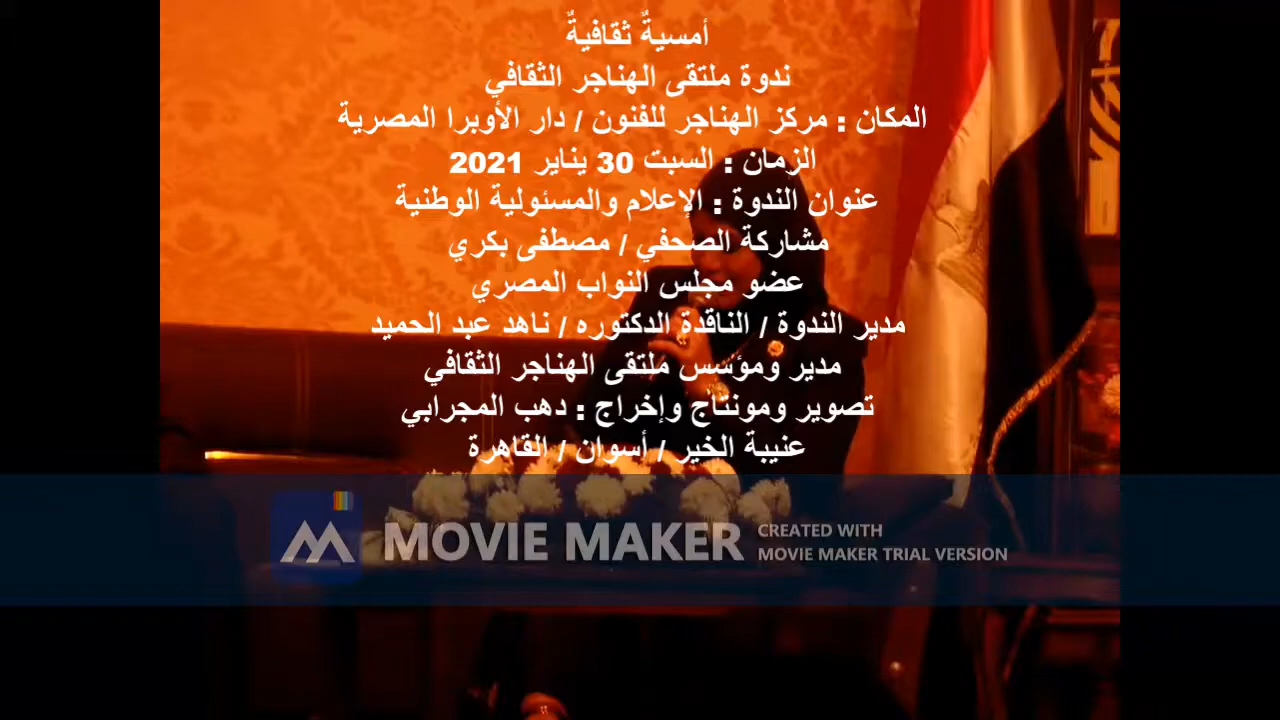 أمسيةٌ ثقافيةٌ
ندوة ملتقى الهناجر الثقافي
المكان : مركز الهناجر للفنون / دار الأوبرا المصرية
الزمان : السبت 30 يناير 2021
عنوان الندوة : الإعلام والمسئولية الوطنية
مشاركة الصحفي / مصطفى بكري
عضو مجلس النواب المصري
مدير الندوة / الناقدة الدكتوره / ناهد عبد الحميد
مدير ومؤسس ملتقى الهناجر الثقافي
تصوير ومونتاج وإخراج : دهب المجرابي
عنيبة الخير / أسوان / القاهرة
MOVIE MAKER
CREATED WITH
MOVIE MAKER TRIAL VERSION